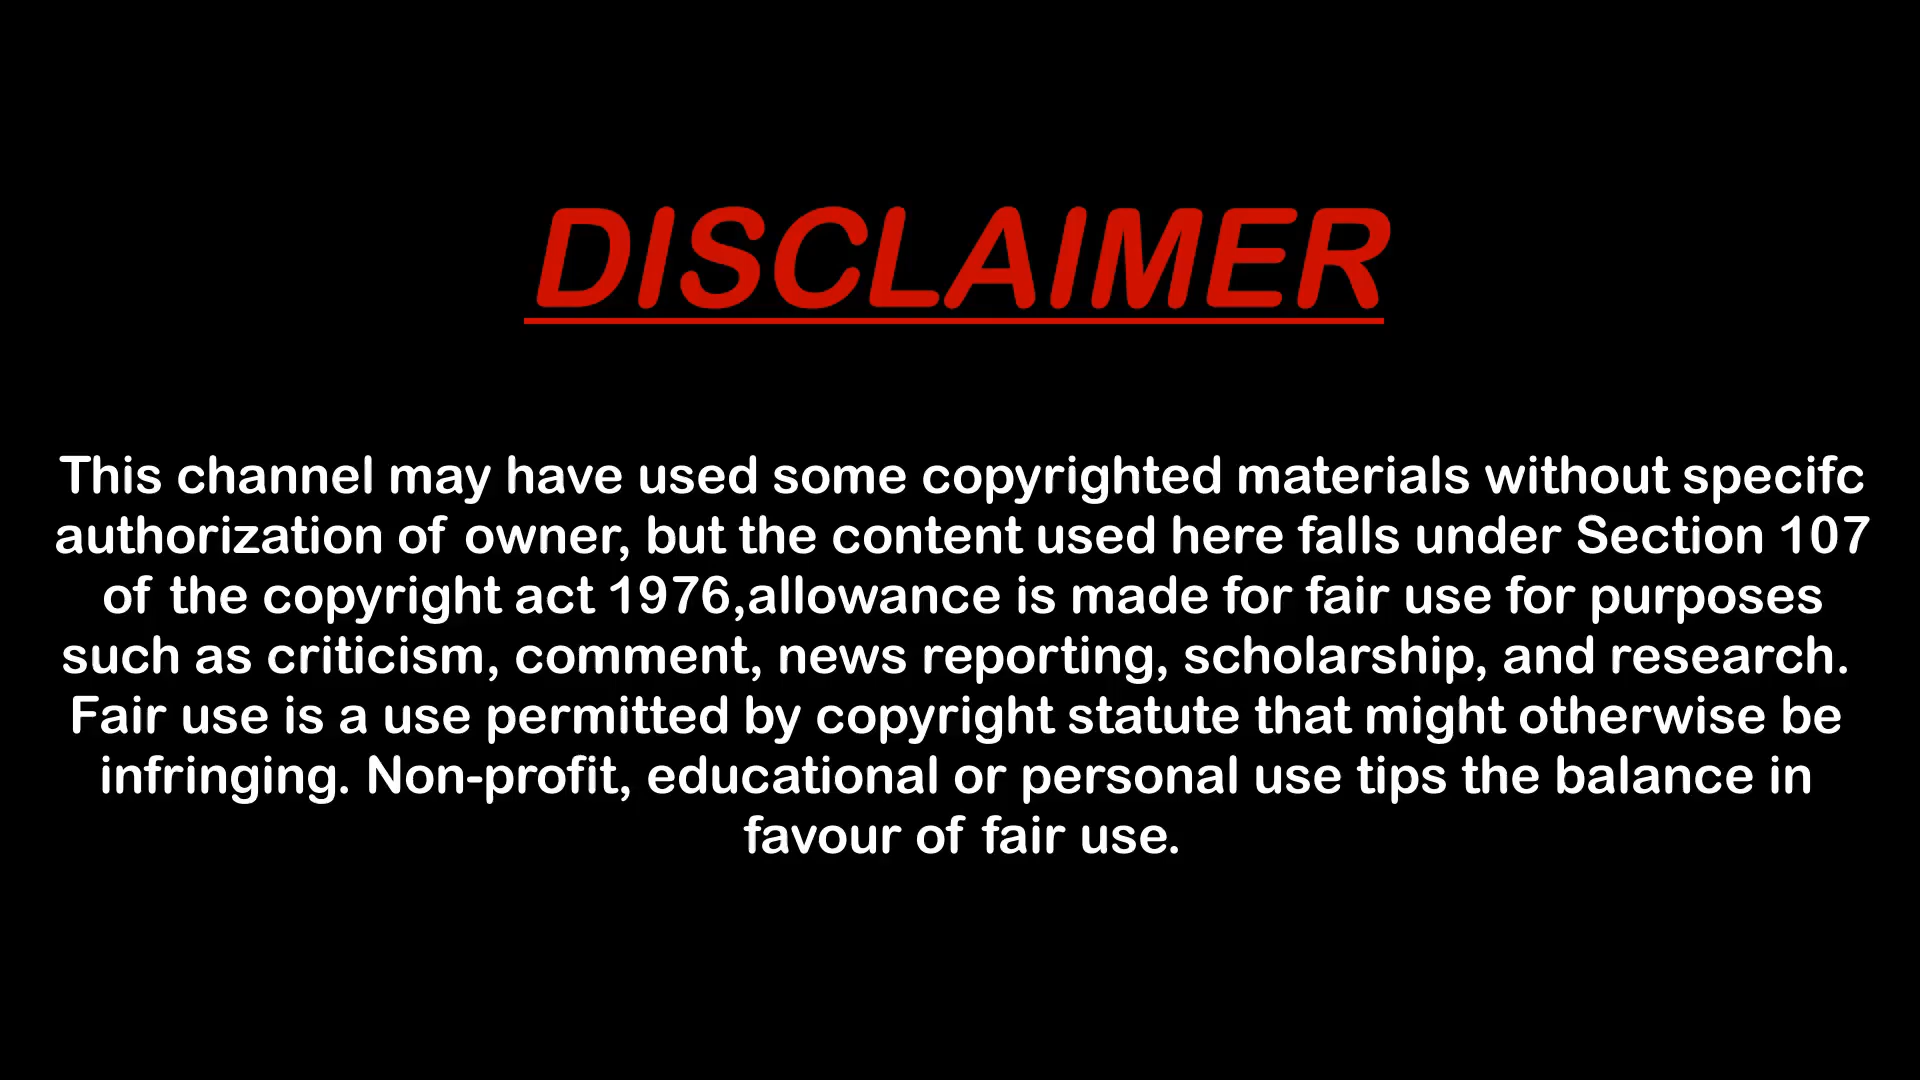 DISCLAIMER
This channel may have used some copyrighted materials without specifc
authorization of owner, but the content used here falls under Section 107
of the copyright act 1976,allowance is made for fair use for purposes
such as criticism, comment, news reporting, scholarship, and research.
Fair use is a use permitted by copyright statute that might otherwise be
infringing. Non-profit, educational or personal use tips the balance in
favour of fair use.